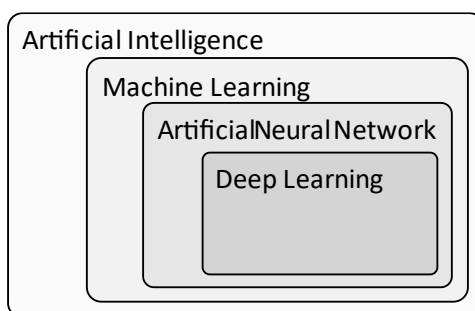 Artificial Intelligence
Machine Learning
ArtificialNeuralNetwork
Deep Learning